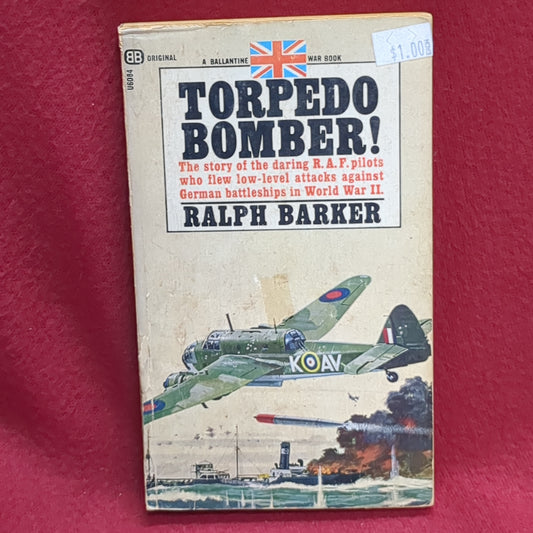 BB ORIGINAL
A BALLANTINE WAR BOOK
$1.00
U6084
TORPEDO
BOMBER!
The story of the daring R.A.F. pilots
who flew low-level attacks against
German battleships in World War II.
RALPH BARKER
K AV